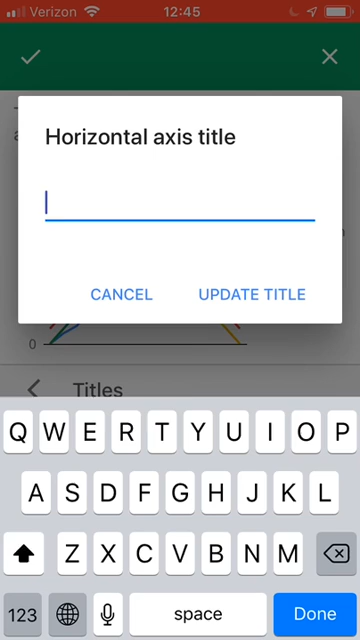 Verizon 12:45
Horizontal axis title
CANCEL UPDATE TITLE
0
Titles
Q W E R T Y U I O P
A S D F G H J K L
Z X C V B N M
123 space Done